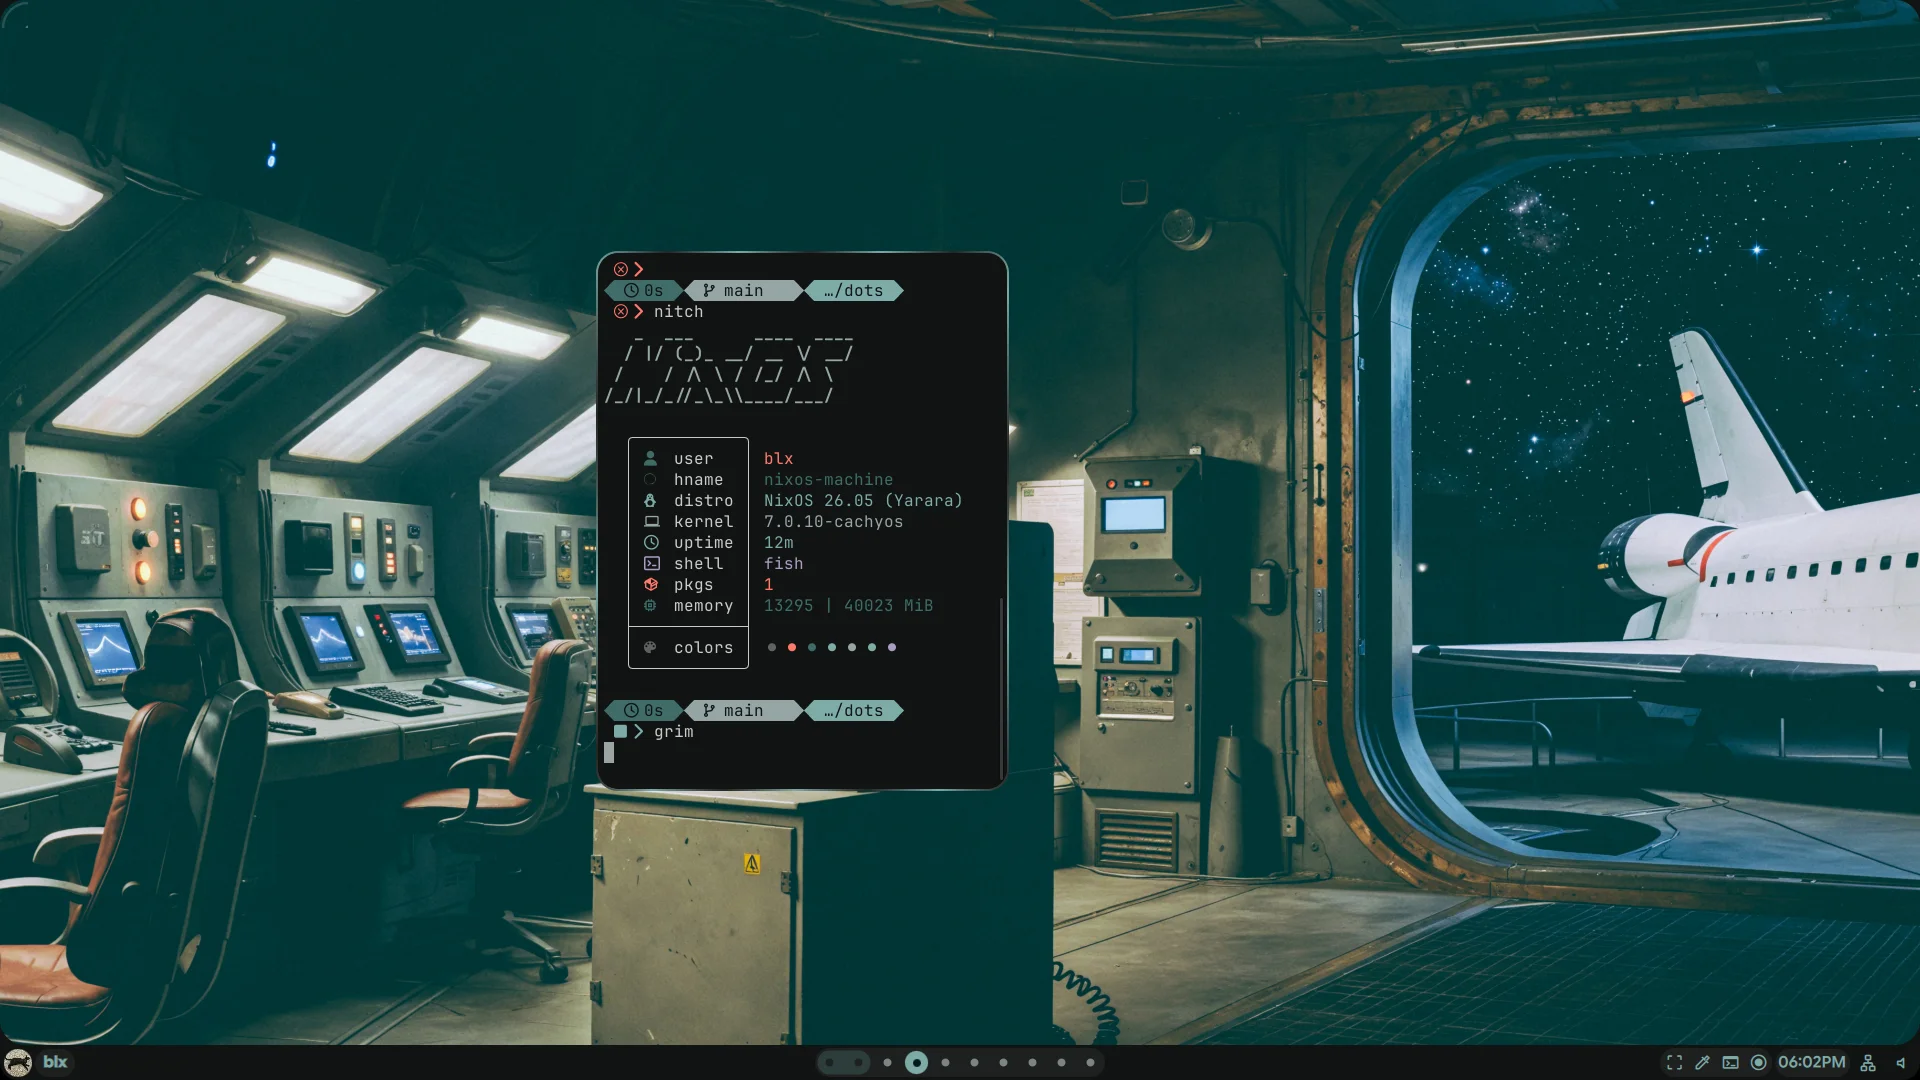 0s main …/dots
nitch
user blx
hname nixos-machine
distro NixOS 26.05 (Yarara)
kernel 7.0.10-cachyos
uptime 12m
shell fish
pkgs 1
memory 13295 | 40023 MiB
colors
0s main …/dots
grim
blx
06:02PM